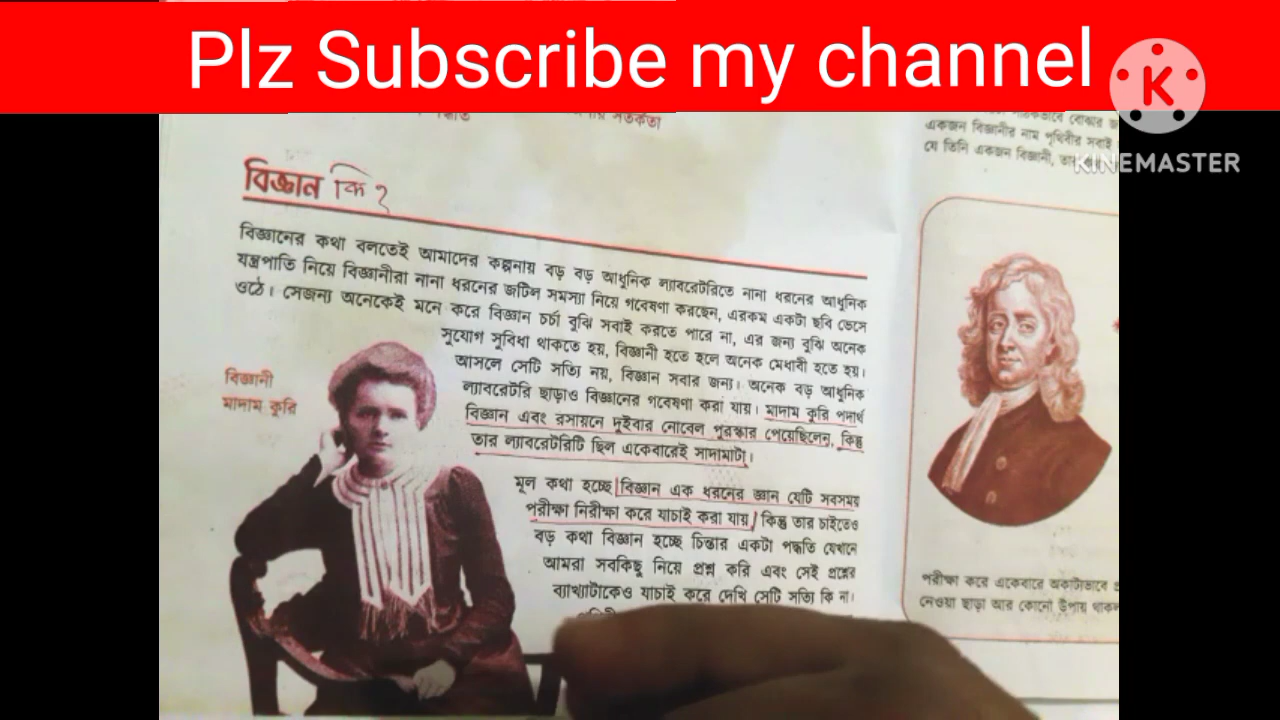 Plz Subscribe my channel
KINEMASTER
সতর্কতা
বিজ্ঞান কি?
বিজ্ঞানের কথা বলতেই আমাদের কল্পনায় বড় বড় আধুনিক ল্যাবরেটরিতে নানা ধরনের আধুনিক
যন্ত্রপাতি নিয়ে বিজ্ঞানীরা নানা ধরনের জটিল সমস্যা নিয়ে গবেষণা করছেন, এরকম একটা ছবি ভেসে
ওঠে। সেজন্য অনেকেই মনে করে বিজ্ঞান চর্চা বুঝি সবাই করতে পারে না, এর জন্য বুঝি অনেক
সুযোগ সুবিধা থাকতে হয়, বিজ্ঞানী হতে হলে অনেক মেধাবী হতে হয়।
আসলে সেটি সত্যি নয়, বিজ্ঞান সবার জন্য। অনেক বড় আধুনিক
ল্যাবরেটরি ছাড়াও বিজ্ঞানের গবেষণা করা যায়। মাদাম কুরি পদার্থ
বিজ্ঞান এবং রসায়নে দুইবার নোবেল পুরস্কার পেয়েছিলেন, কিন্তু
তার ল্যাবরেটরিটি ছিল একেবারেই সাদামাটা।
বিজ্ঞানী
মাদাম কুরি
মূল কথা হচ্ছে বিজ্ঞান এক ধরনের জ্ঞান যেটি সবসময়
পরীক্ষা নিরীক্ষা করে যাচাই করা যায়, কিন্তু তার চাইতেও
বড় কথা বিজ্ঞান হচ্ছে চিন্তার একটা পদ্ধতি যেখানে
আমরা সবকিছু নিয়ে প্রশ্ন করি এবং সেই প্রশ্নের
ব্যাখ্যাটাকেও যাচাই করে দেখি সেটি সত্যি কি না।
বোঝার
একজন বিজ্ঞানীর নাম পৃথিবীর সবাই
যে তিনি একজন বিজ্ঞানী,
পরীক্ষা করে একেবারে অকাট্যভাবে
নেওয়া ছাড়া আর কোনো উপায় থাকল